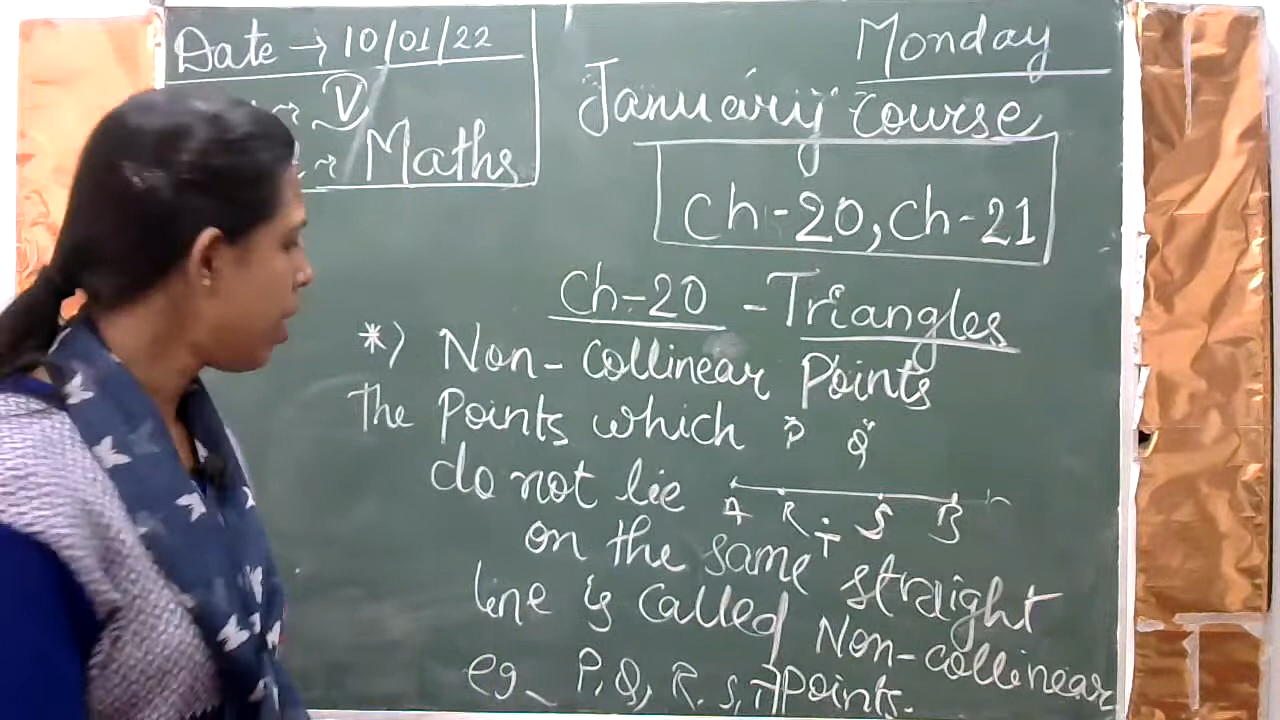 Date → 10/01/22
Monday
V
Maths
January course
Ch-20, Ch-21
Ch-20 - Triangles
*) Non-Collinear Points
The Points which
P Q
do not lie
A R S B
T
on the same straight
line is called Non-collinear
eg_ P, Q, R, S, T Points.